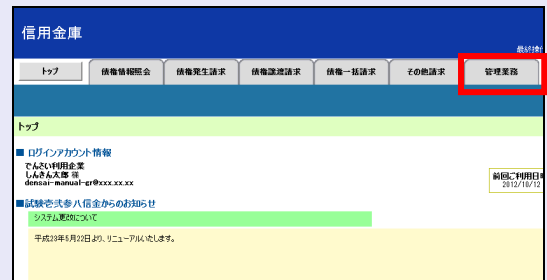 信用金庫
最終操作
トップ 債権情報照会 債権発生請求 債権譲渡請求 債権一括請求 その他請求 管理業務
トップ
■ ログインアカウント情報
でんさい利用企業
しんきん太郎 様
densai-manual-gr@xxx.xx.xx
前回ご利用日時
2012/10/12
■試験壱弐参八信金からのお知らせ
システム更改について
平成23年5月22日より、リニューアルいたします。